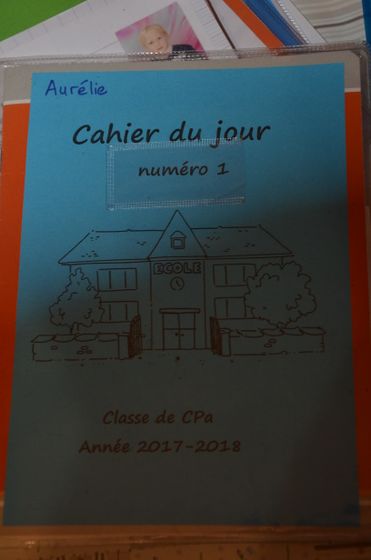 Aurélie
Cahier du jour
numéro 1
ECOLE
Classe de CPa
Année 2017-2018